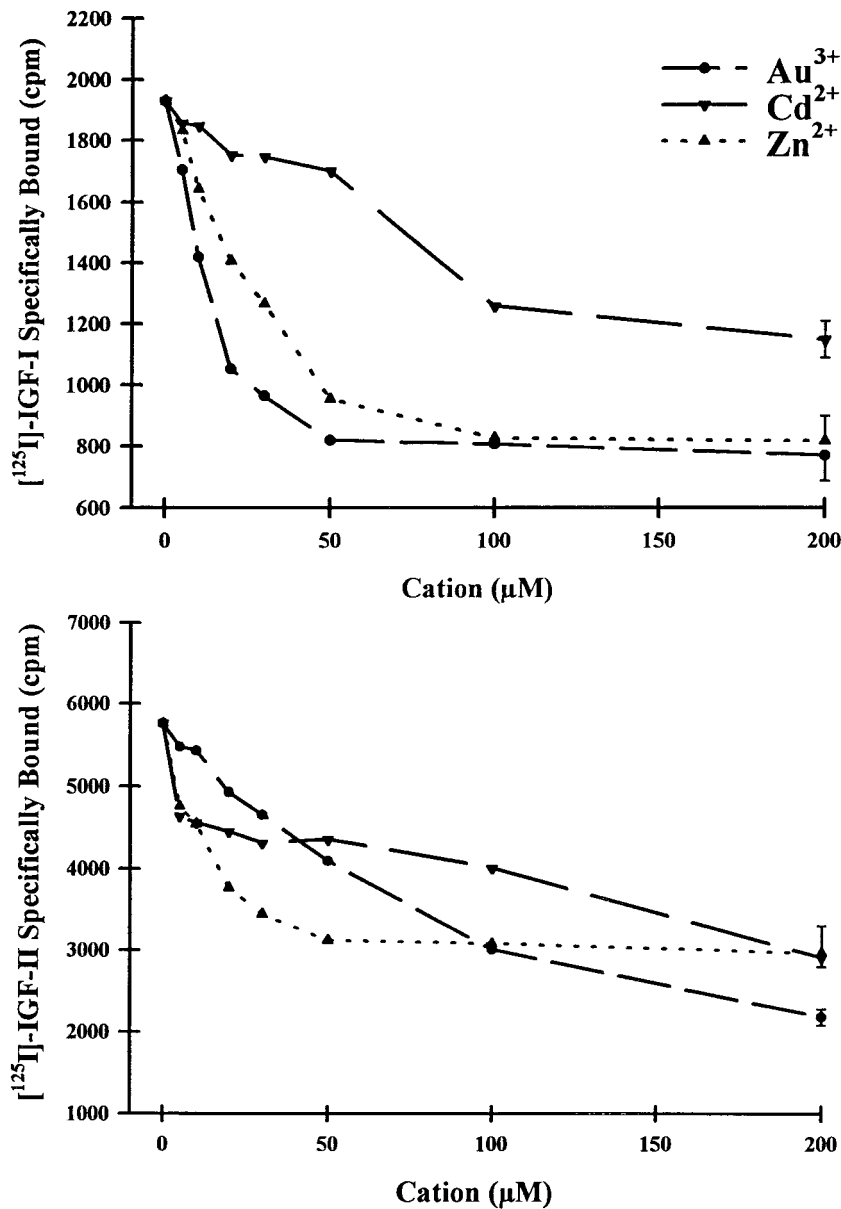 2200
2000
1800
1600
1400
1200
1000
800
600
[¹²⁵I]-IGF-I Specifically Bound (cpm)
Au³⁺
Cd²⁺
Zn²⁺
0 50 100 150 200
Cation (µM)
7000
6000
5000
4000
3000
2000
1000
[¹²⁵I]-IGF-II Specifically Bound (cpm)
0 50 100 150 200
Cation (µM)